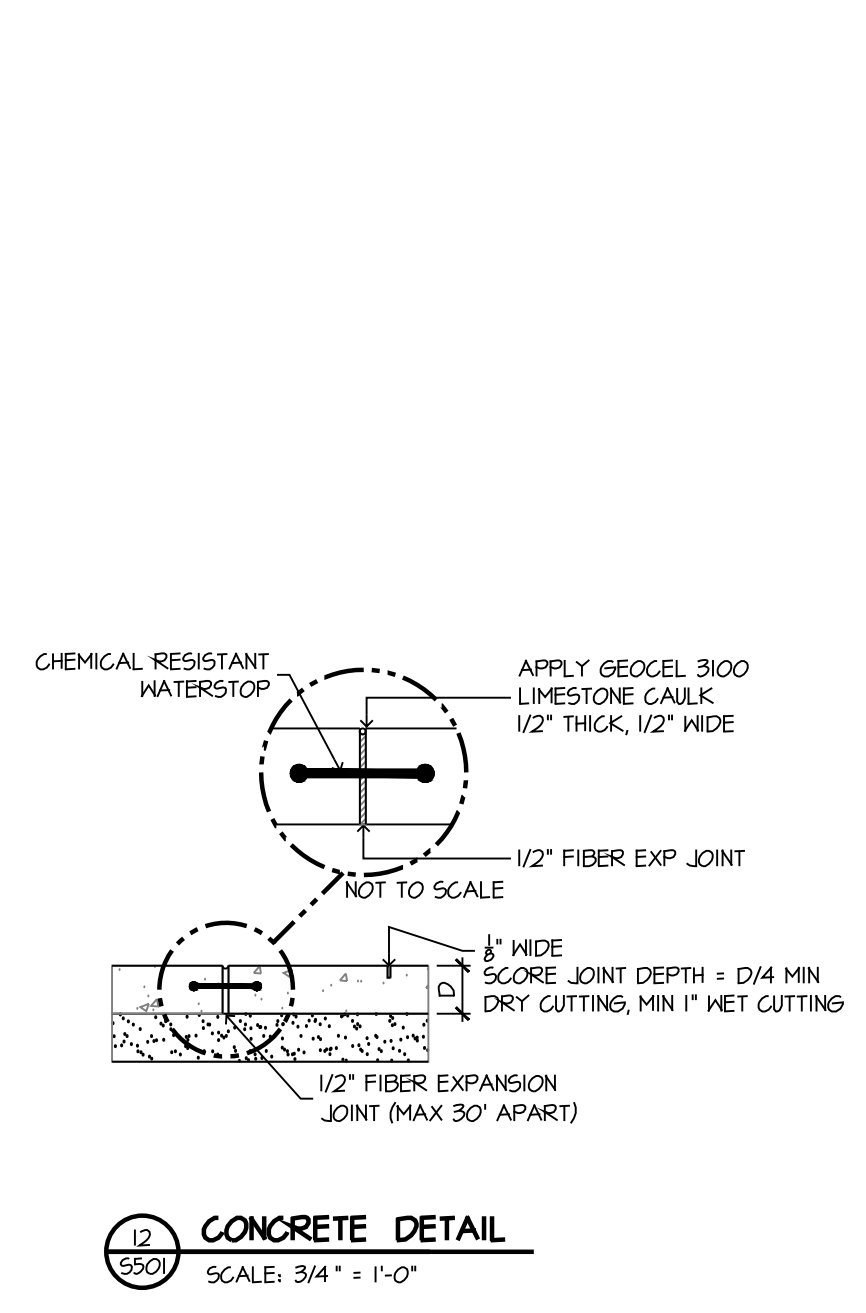 CHEMICAL RESISTANT
WATERSTOP
APPLY GEOCEL 3100
LIMESTONE CAULK
1/2" THICK, 1/2" WIDE
1/2" FIBER EXP JOINT
NOT TO SCALE
1/8" WIDE
SCORE JOINT DEPTH = D/4 MIN
DRY CUTTING, MIN 1" WET CUTTING
D
1/2" FIBER EXPANSION
JOINT (MAX 30' APART)
12
S501
CONCRETE DETAIL
SCALE: 3/4" = 1'-0"